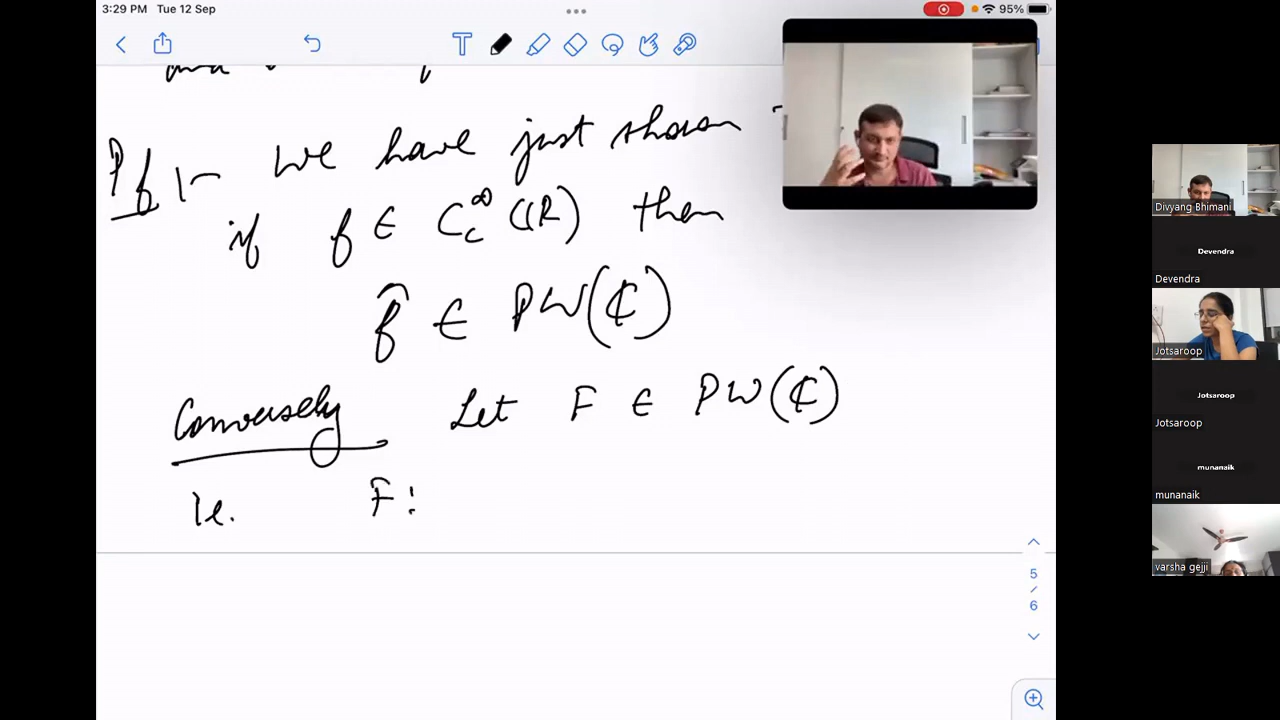 3:29 PM Tue 12 Sep
95%
Pf :- We have just shown
if f ∈ C_c^∞(ℝ) then
f̂ ∈ PW(ℂ)
Conversely Let F ∈ PW(ℂ)
ie. F :
5
6
Divyang Bhimani
Devendra
Devendra
Jotsaroop
Jotsaroop
Jotsaroop
munanaik
munanaik
varsha gejji